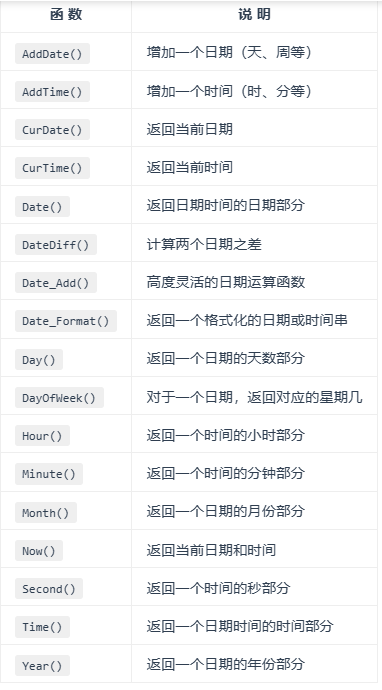 函 数 说 明
AddDate() 增加一个日期（天、周等）
AddTime() 增加一个时间（时、分等）
CurDate() 返回当前日期
CurTime() 返回当前时间
Date() 返回日期时间的日期部分
DateDiff() 计算两个日期之差
Date_Add() 高度灵活的日期运算函数
Date_Format() 返回一个格式化的日期或时间串
Day() 返回一个日期的天数部分
DayOfWeek() 对于一个日期，返回对应的星期几
Hour() 返回一个时间的小时部分
Minute() 返回一个时间的分钟部分
Month() 返回一个日期的月份部分
Now() 返回当前日期和时间
Second() 返回一个时间的秒部分
Time() 返回一个日期时间的时间部分
Year() 返回一个日期的年份部分